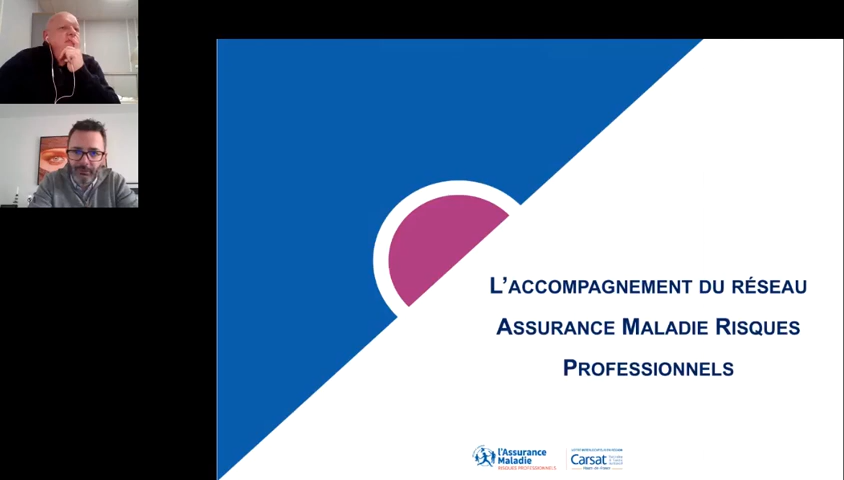 L'ACCOMPAGNEMENT DU RÉSEAU
ASSURANCE MALADIE RISQUES
PROFESSIONNELS
l'Assurance
Maladie
RISQUES PROFESSIONNELS
Carsat